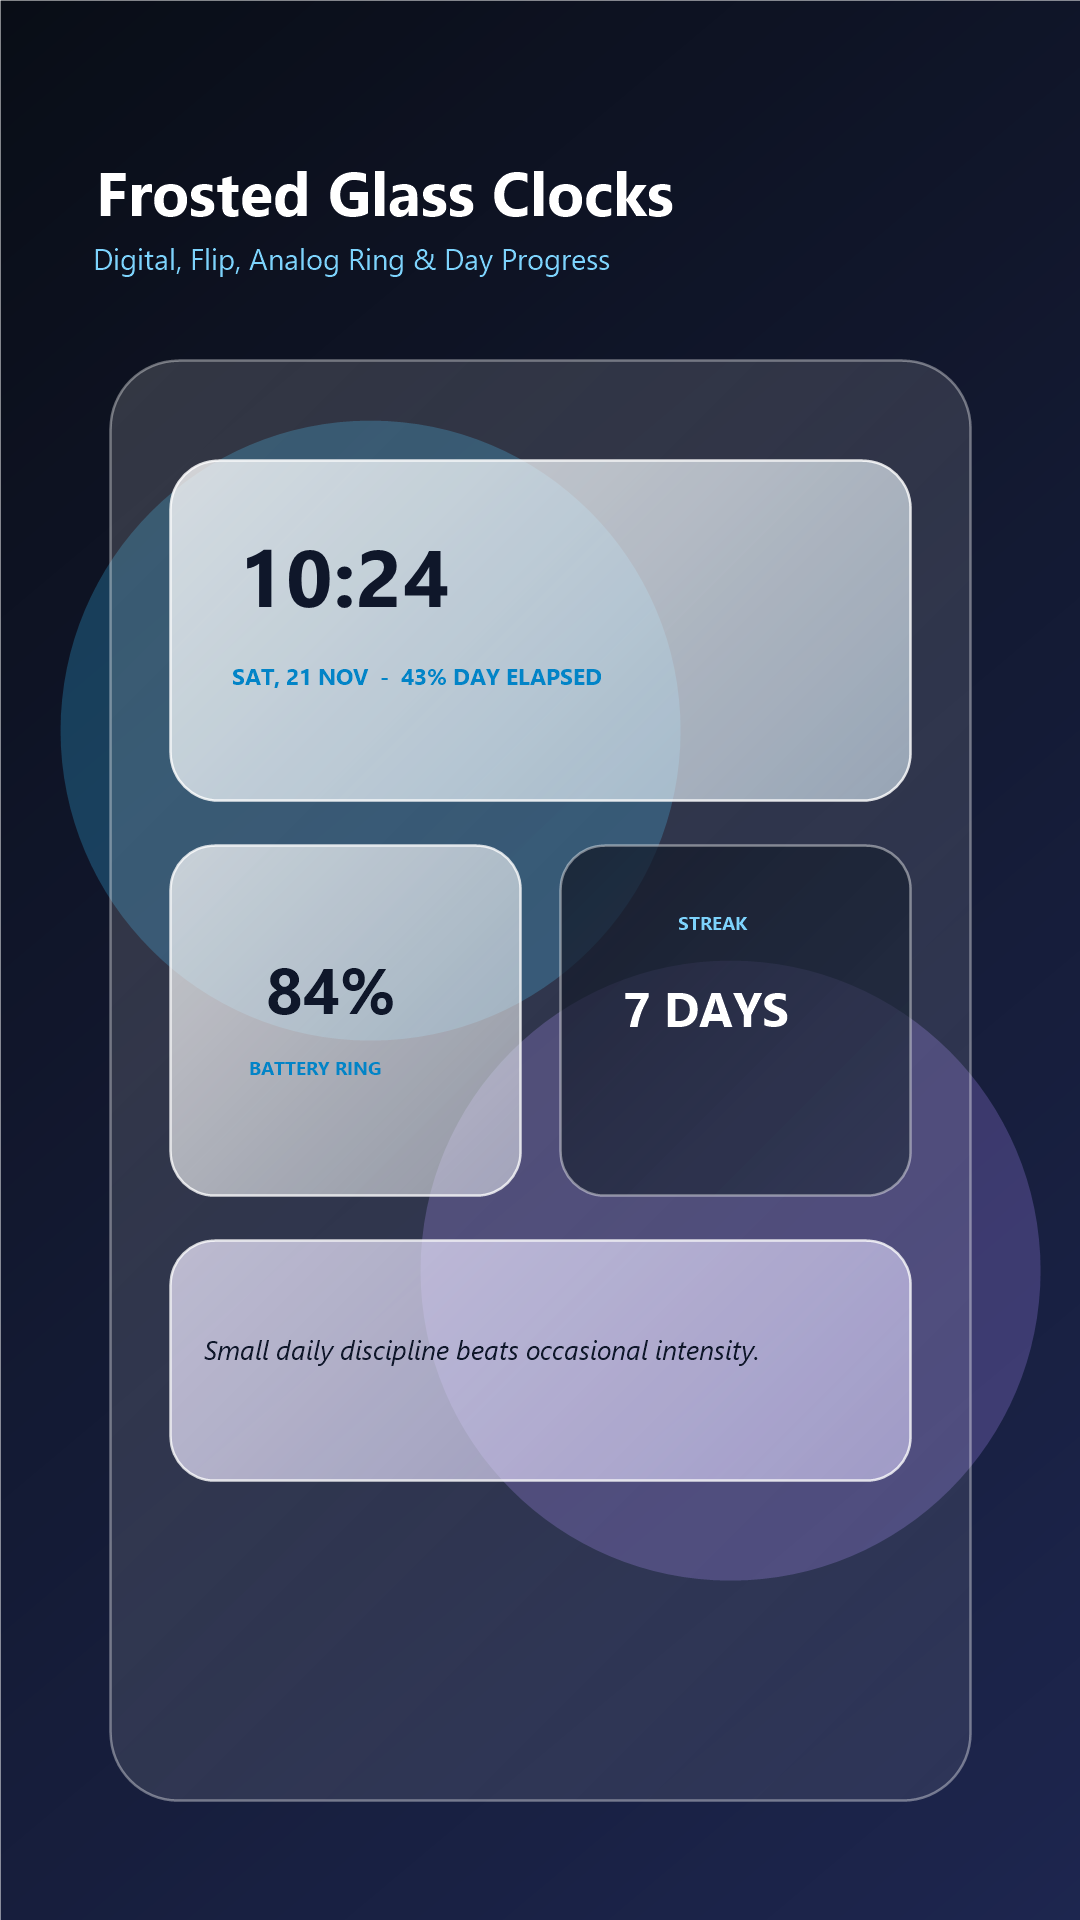 Frosted Glass Clocks
Digital, Flip, Analog Ring & Day Progress
10:24
SAT, 21 NOV - 43% DAY ELAPSED
84%
BATTERY RING
STREAK
7 DAYS
Small daily discipline beats occasional intensity.